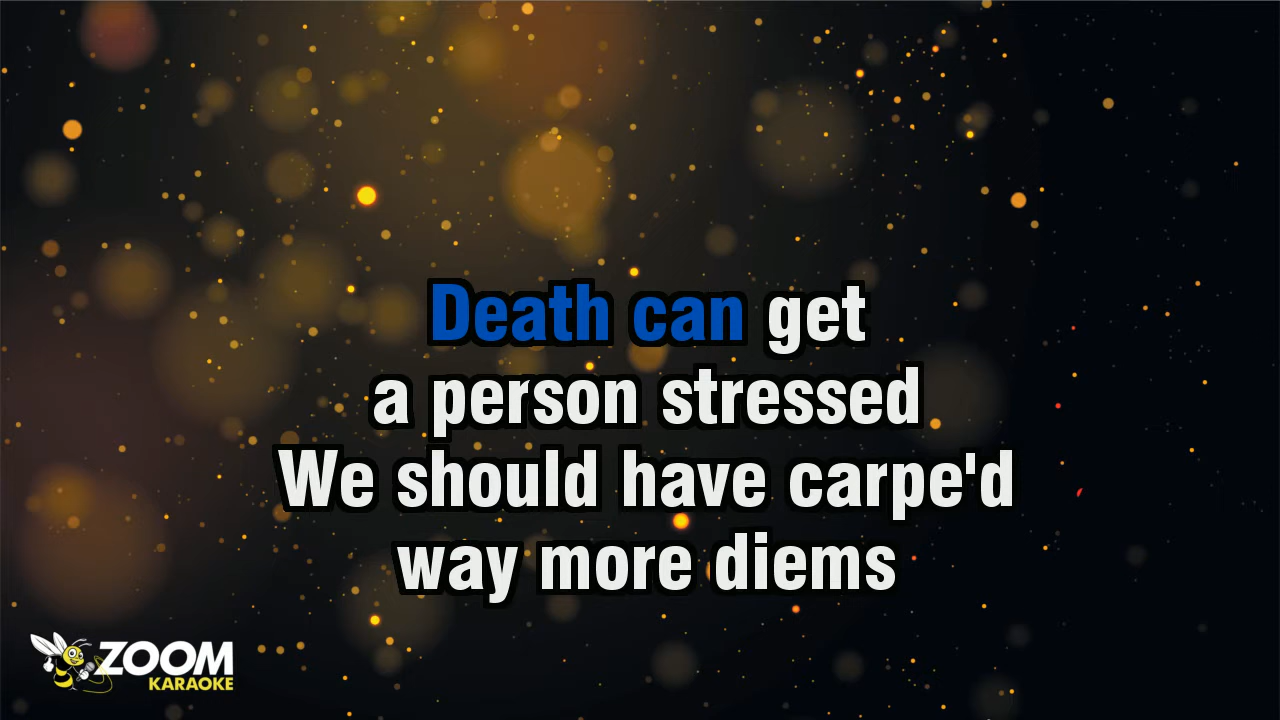 Death can get
a person stressed
We should have carpe'd
way more diems
ZOOM
KARAOKE